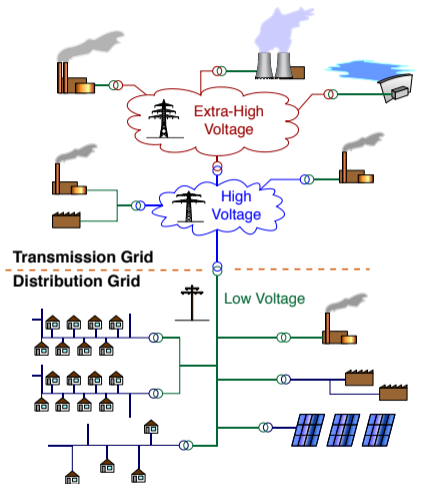 Extra-High
Voltage
High
Voltage
Transmission Grid
Distribution Grid
Low Voltage